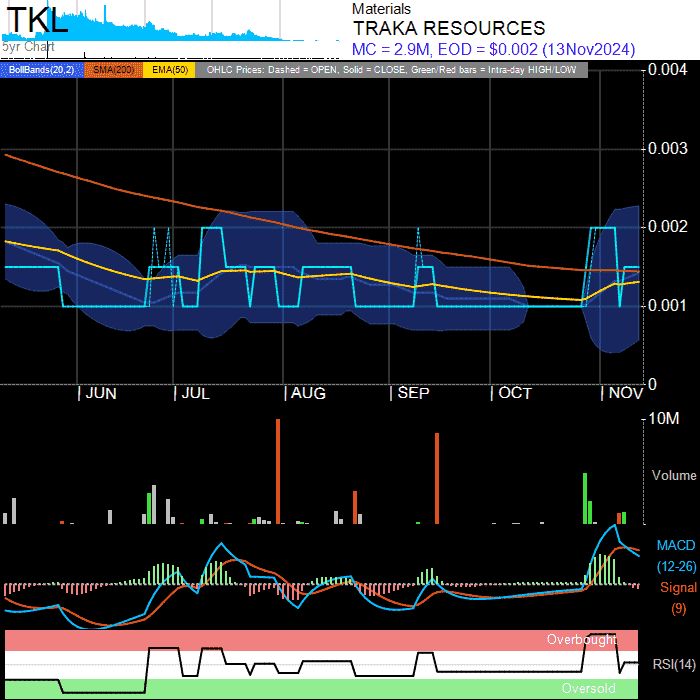 TKL
Materials
TRAKA RESOURCES
5yr Chart
MC = 2.9M, EOD = $0.002 (13Nov2024)
BollBands(20,2) SMA(200) EMA(50) OHLC Prices: Dashed = OPEN, Solid = CLOSE, Green/Red bars = Intra-day HIGH/LOW
0.004
0.003
0.002
0.001
0
| JUN | JUL | AUG | SEP | OCT | NOV
10M
Volume
MACD
(12-26)
Signal
(9)
Overbought
RSI(14)
Oversold